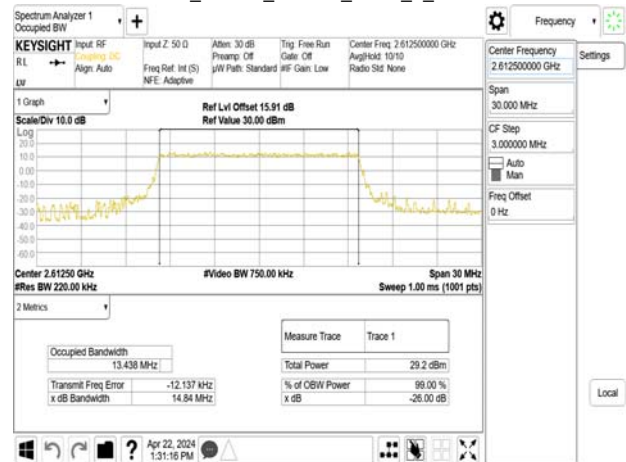 Spectrum Analyzer 1
Occupied BW
+
Frequency
KEYSIGHT
RL
LV
Input: RF
Coupling: DC
Align: Auto
Input Z: 50 Ω
Freq Ref: Int (S)
NFE: Adaptive
Atten: 30 dB
Preamp: Off
µW Path: Standard
Trig: Free Run
Gate: Off
#IF Gain: Low
Center Freq: 2.612500000 GHz
Avg|Hold: 10/10
Radio Std: None
Center Frequency
2.612500000 GHz
Settings
Span
30.000 MHz
CF Step
3.000000 MHz
Auto
Man
Freq Offset
0 Hz
Local
1 Graph
Scale/Div 10.0 dB
Ref Lvl Offset 15.91 dB
Ref Value 30.00 dBm
Log
20.0
10.0
0.00
-10.0
-20.0
-30.0
-40.0
-50.0
-60.0
Center 2.61250 GHz
#Res BW 220.00 kHz
#Video BW 750.00 kHz
Span 30 MHz
Sweep 1.00 ms (1001 pts)
2 Metrics
Measure Trace Trace 1
Occupied Bandwidth
13.438 MHz
Total Power 29.2 dBm
Transmit Freq Error -12.137 kHz
% of OBW Power 99.00 %
x dB Bandwidth 14.84 MHz
x dB -26.00 dB
?
Apr 22, 2024
1:31:16 PM